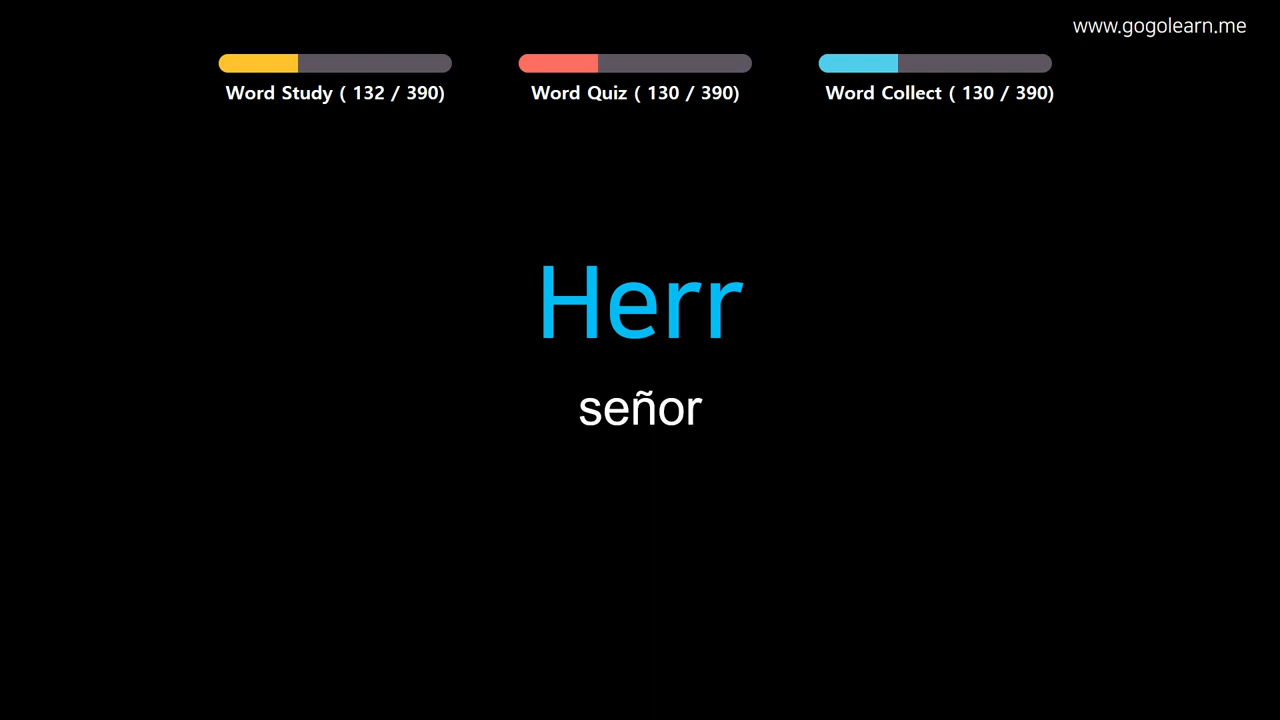 www.gogolearn.me
Word Study ( 132 / 390)
Word Quiz ( 130 / 390)
Word Collect ( 130 / 390)
Herr
señor